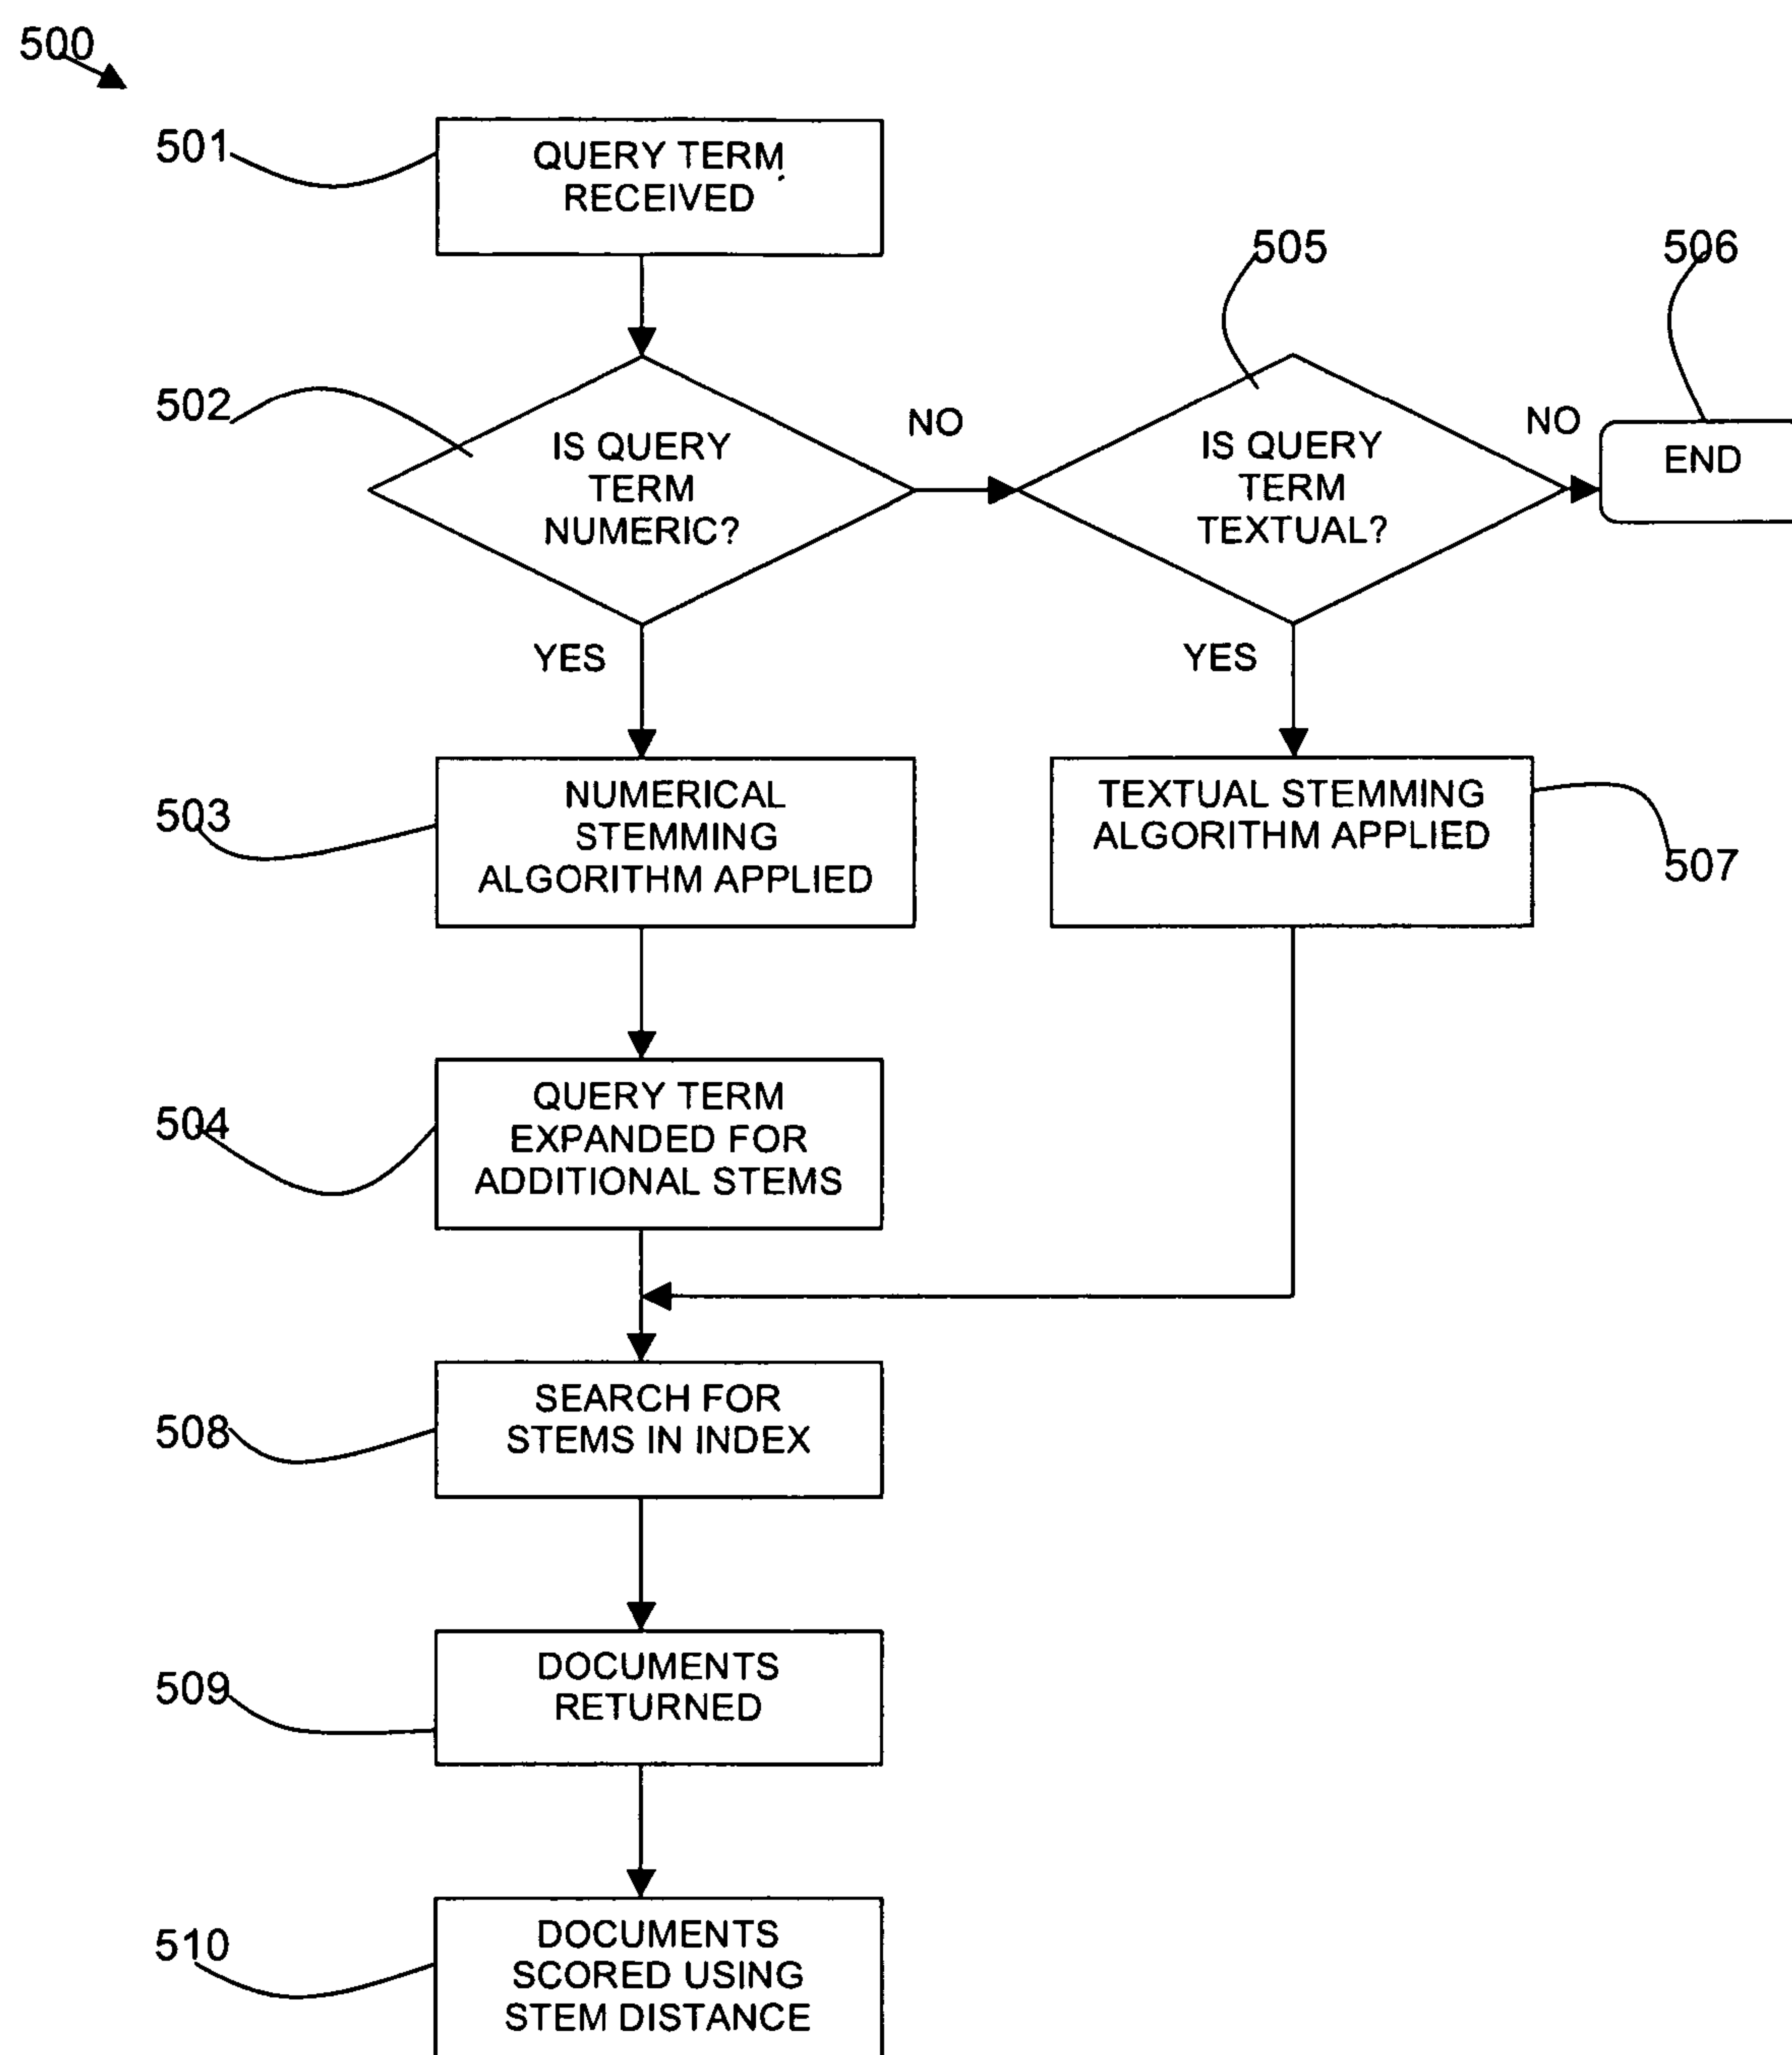 500
501
QUERY TERM
RECEIVED
505
506
502
IS QUERY
TERM
NUMERIC?
NO
IS QUERY
TERM
TEXTUAL?
NO
END
YES
YES
503
NUMERICAL
STEMMING
ALGORITHM APPLIED
TEXTUAL STEMMING
ALGORITHM APPLIED
507
504
QUERY TERM
EXPANDED FOR
ADDITIONAL STEMS
508
SEARCH FOR
STEMS IN INDEX
509
DOCUMENTS
RETURNED
510
DOCUMENTS
SCORED USING
STEM DISTANCE